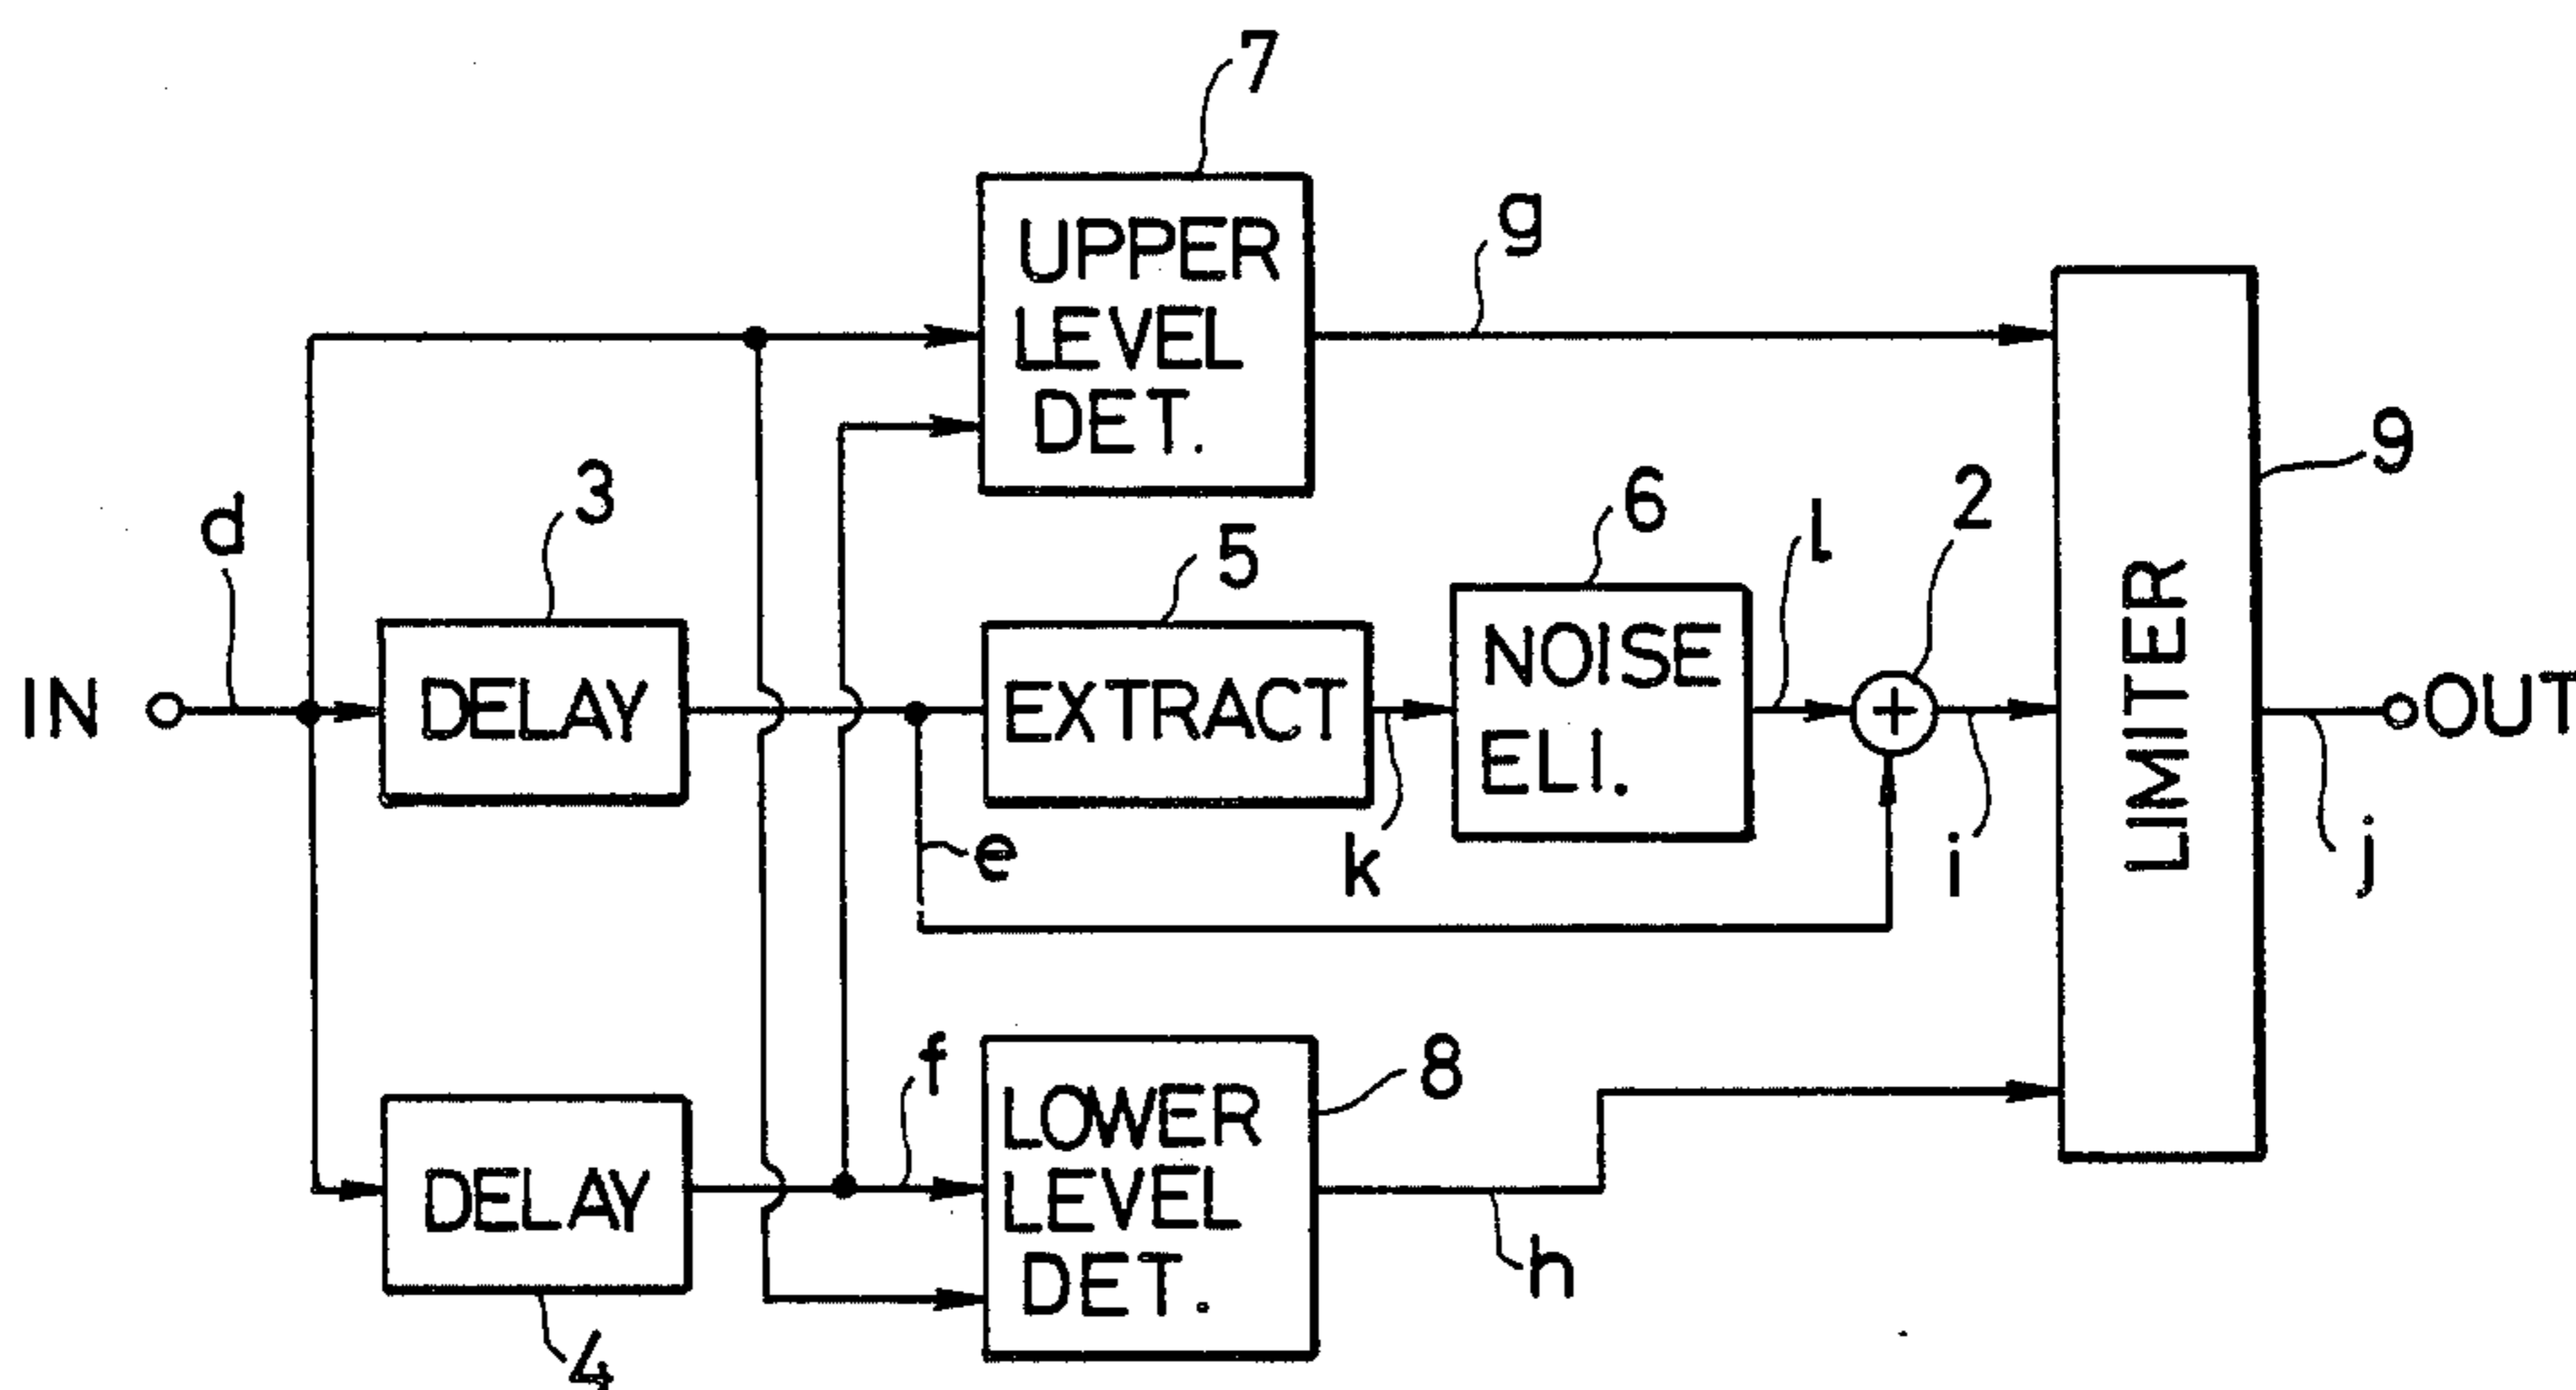 7
UPPER
LEVEL
DET.
g
d
3
5
6
l
2
9
IN
DELAY
EXTRACT
NOISE
ELI.
+
LIMITER
OUT
e
k
i
j
f
8
DELAY
LOWER
LEVEL
DET.
h
4